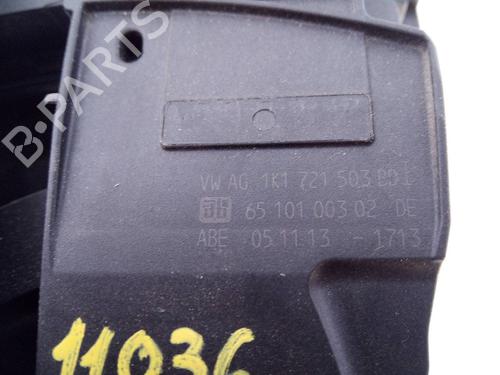 B-PARTS
VW AG 1K1 721 503 BD I
65 101 003 02 DE
ABE 05.11.13 - 1713
11036